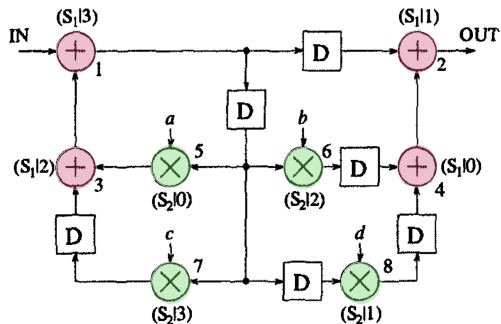 (S₁|3) (S₁|1)
IN + 1 D + 2 OUT
D
a b
(S₁|2) + 3 × 5 × 6 D + 4 (S₁|0)
(S₂|0) (S₂|2)
D c d D
× 7 D × 8
(S₂|3) (S₂|1)